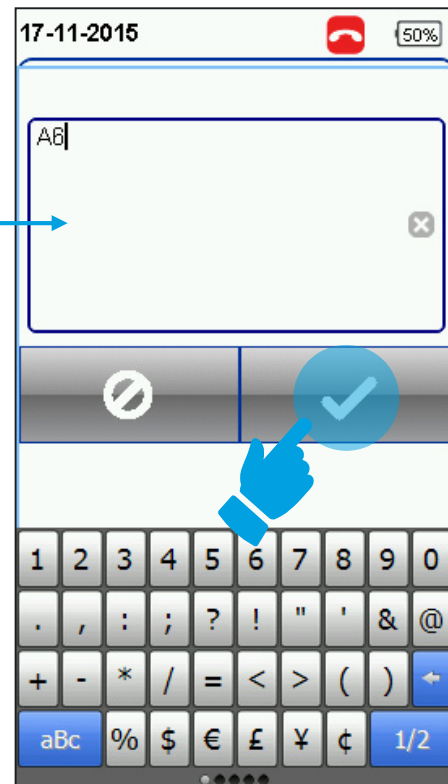 17-11-2015 50%
A6
1 2 3 4 5 6 7 8 9 0
. , : ; ? ! " ' & @
+ - * / = < > ( )
aBc % $ € £ ¥ ¢ 1/2